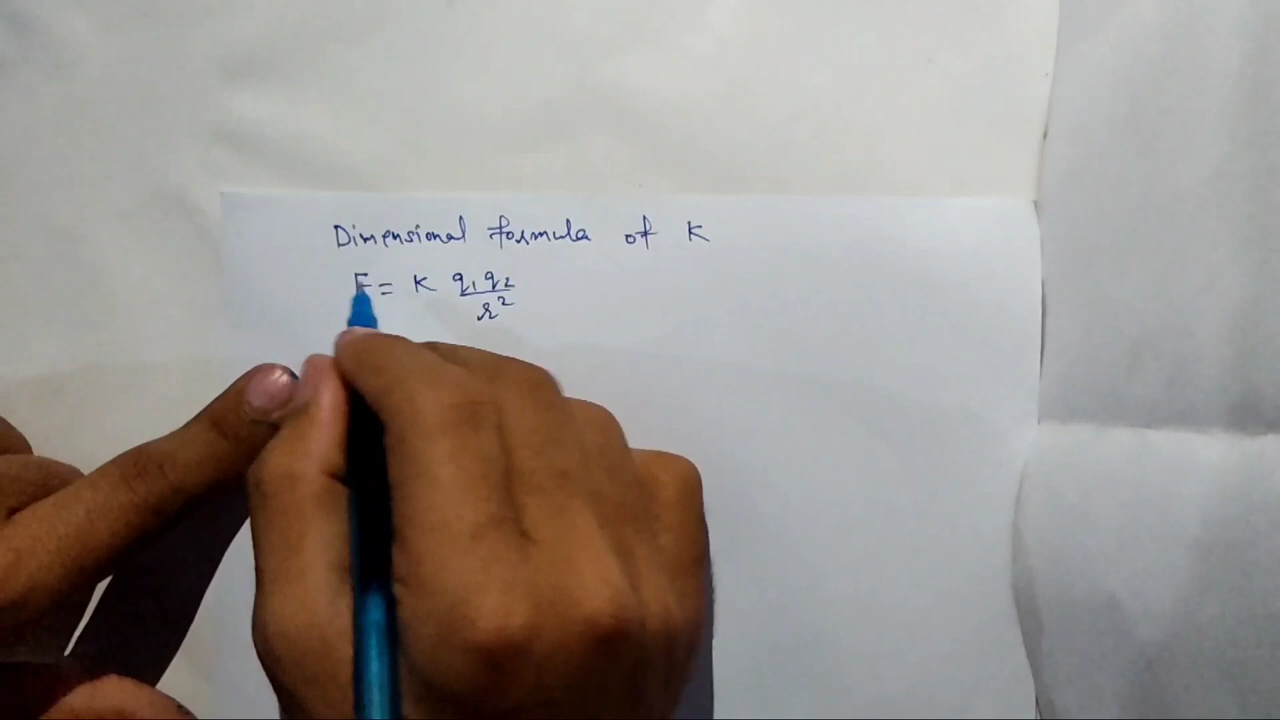 Dimensional formula of K
F = K q₁q₂/r²